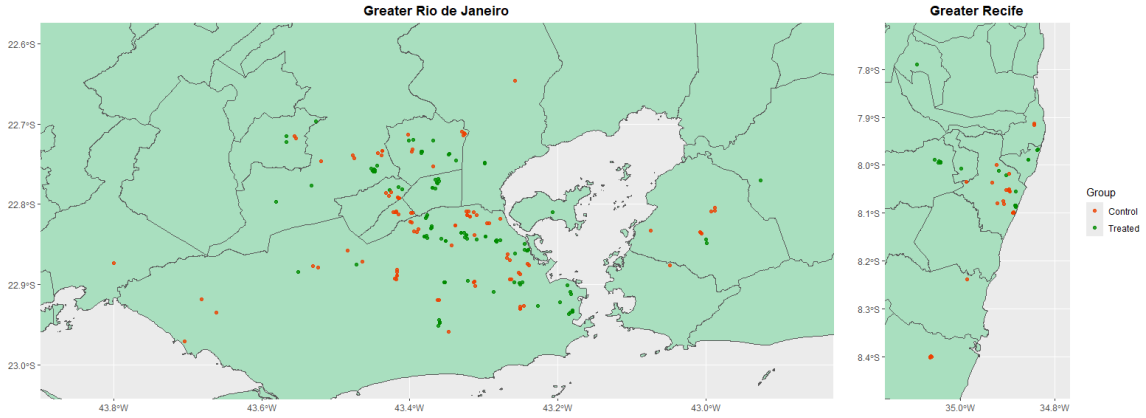 Greater Rio de Janeiro
22.6°S
22.7°S
22.8°S
22.9°S
23.0°S
43.8°W
43.6°W
43.4°W
43.2°W
43.0°W
Greater Recife
7.8°S
7.9°S
8.0°S
8.1°S
8.2°S
8.3°S
8.4°S
35.0°W
34.8°W
Group
Control
Treated